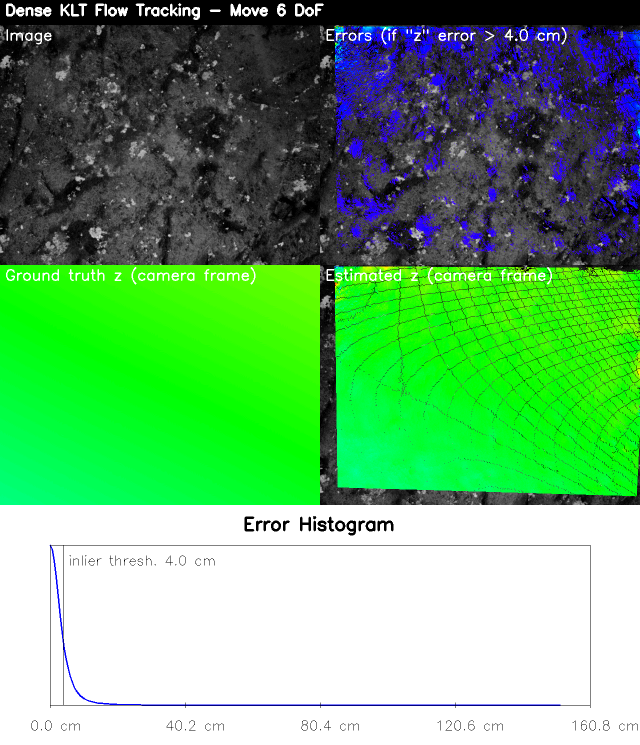 Dense KLT Flow Tracking - Move 6 DoF
Image
Errors (if "z" error > 4.0 cm)
Ground truth z (camera frame)
Estimated z (camera frame)
Error Histogram
inlier thresh. 4.0 cm
0.0 cm
40.2 cm
80.4 cm
120.6 cm
160.8 cm